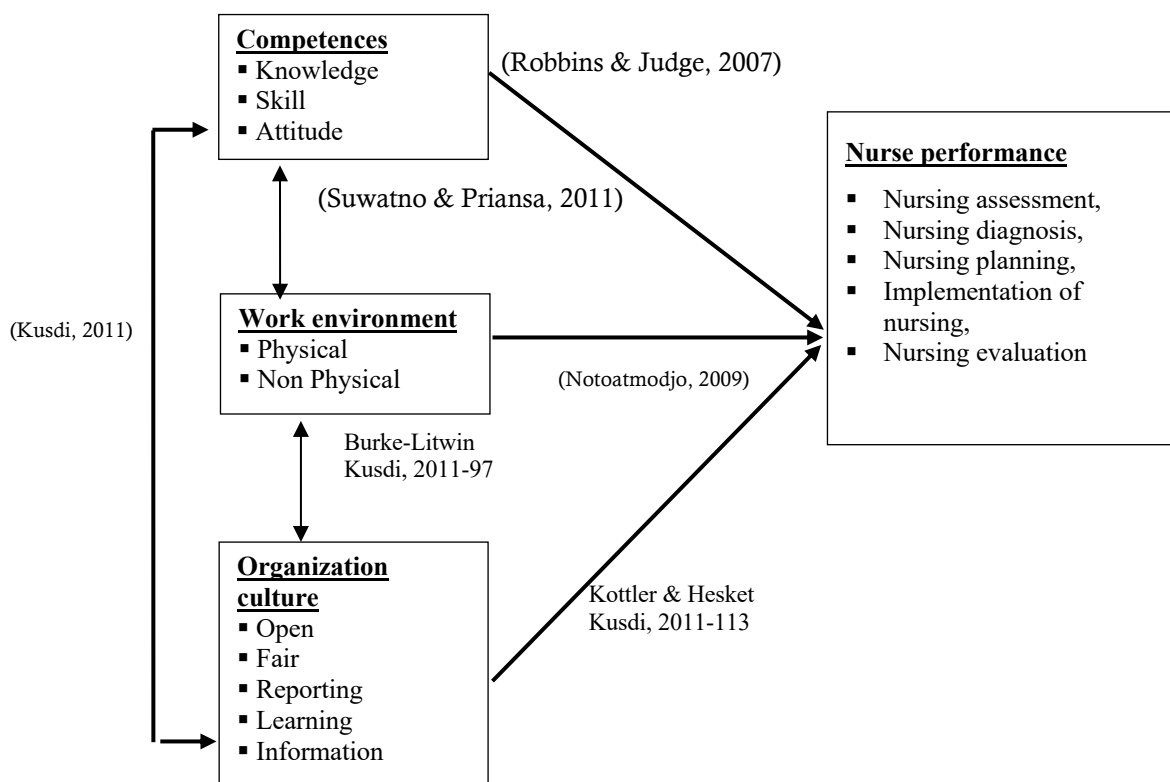 Competences
▪ Knowledge
▪ Skill
▪ Attitude
(Robbins & Judge, 2007)
(Suwatno & Priansa, 2011)
Nurse performance
▪ Nursing assessment,
▪ Nursing diagnosis,
▪ Nursing planning,
▪ Implementation of
nursing,
▪ Nursing evaluation
(Kusdi, 2011)
Work environment
▪ Physical
▪ Non Physical
(Notoatmodjo, 2009)
Burke-Litwin
Kusdi, 2011-97
Organization
culture
▪ Open
▪ Fair
▪ Reporting
▪ Learning
▪ Information
Kottler & Hesket
Kusdi, 2011-113